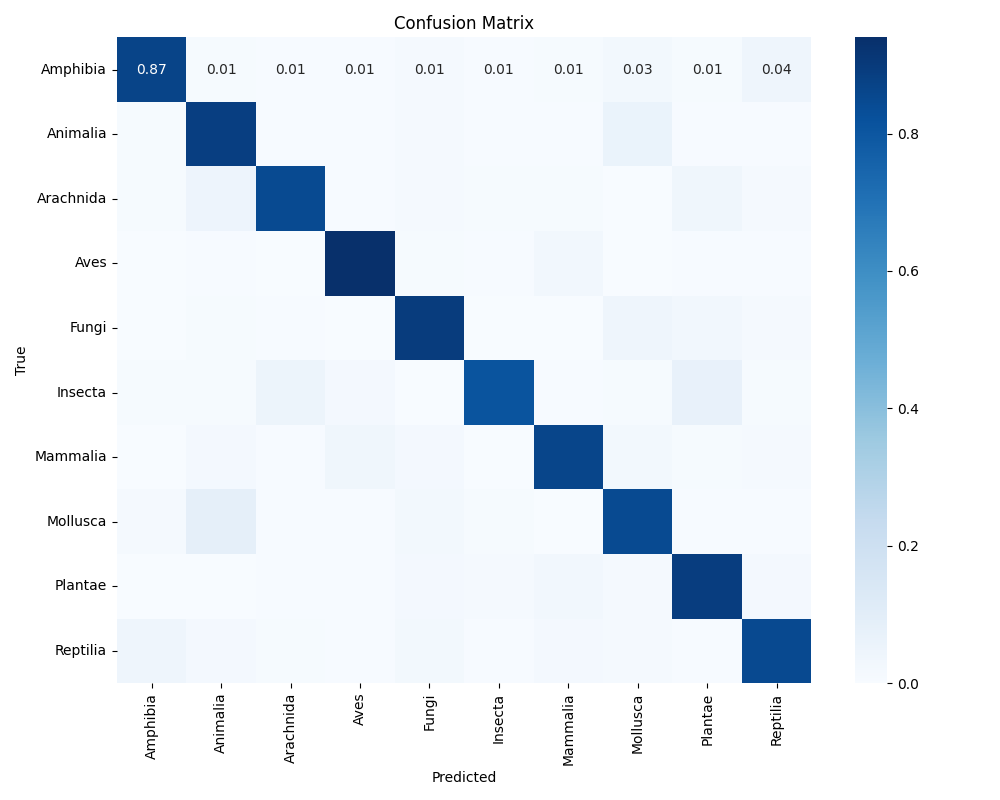 Confusion Matrix
Amphibia 0.87 0.01 0.01 0.01 0.01 0.01 0.01 0.03 0.01 0.04
Animalia
Arachnida
Aves
Fungi
Insecta
Mammalia
Mollusca
Plantae
Reptilia
True
Amphibia Animalia Arachnida Aves Fungi Insecta Mammalia Mollusca Plantae Reptilia
Predicted
0.8
0.6
0.4
0.2
0.0